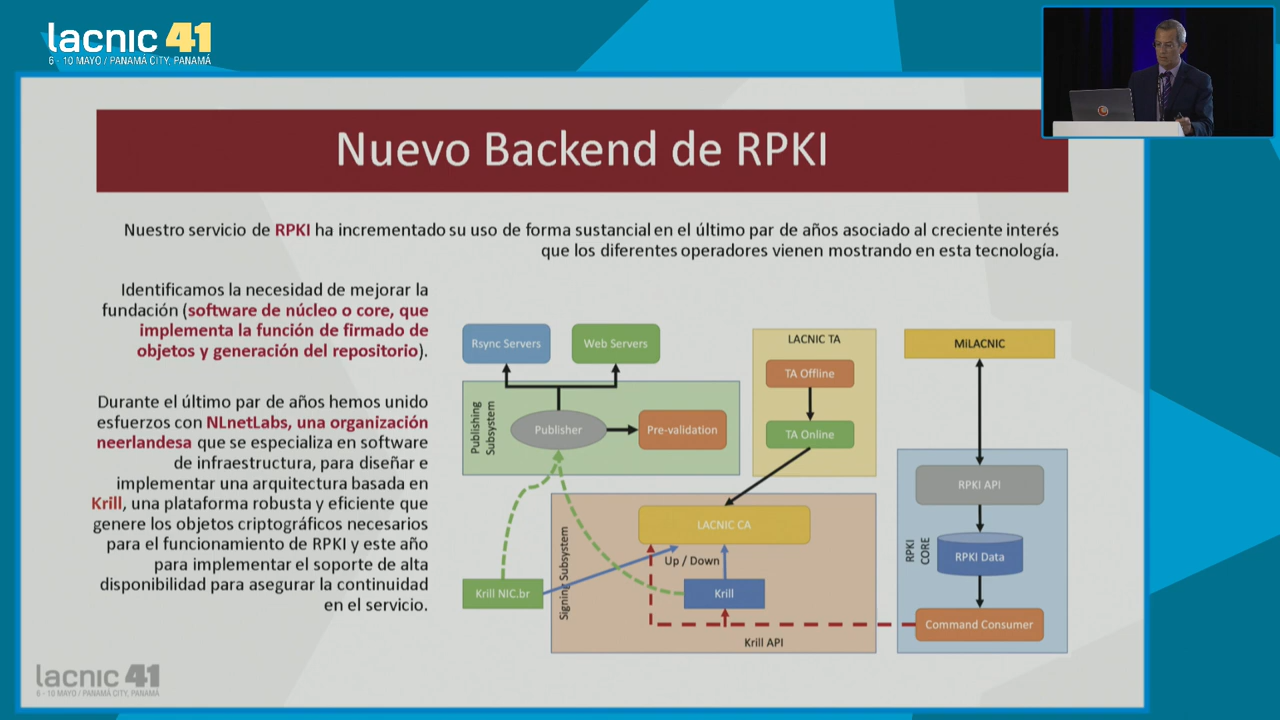 lacnic 41
6 - 10 MAYO / PANAMÁ CITY, PANAMÁ
Nuevo Backend de RPKI
Nuestro servicio de RPKI ha incrementado su uso de forma sustancial en el último par de años asociado al creciente interés
que los diferentes operadores vienen mostrando en esta tecnología.
Identificamos la necesidad de mejorar la
fundación (software de núcleo o core, que
implementa la función de firmado de
objetos y generación del repositorio).
Durante el último par de años hemos unido
esfuerzos con NLnetLabs, una organización
neerlandesa que se especializa en software
de infraestructura, para diseñar e
implementar una arquitectura basada en
Krill, una plataforma robusta y eficiente que
genere los objetos criptográficos necesarios
para el funcionamiento de RPKI y este año
para implementar el soporte de alta
disponibilidad para asegurar la continuidad
en el servicio.
Rsync Servers
Web Servers
Publishing
Subsystem
Publisher
Pre-validation
LACNIC TA
TA Offline
TA Online
MiLACNIC
RPKI API
RPKI
CORE
RPKI Data
Command Consumer
Signing Subsystem
LACNIC CA
Up / Down
Krill NIC.br
Krill
Krill API
lacnic 41
6 - 10 MAYO / PANAMÁ CITY, PANAMÁ